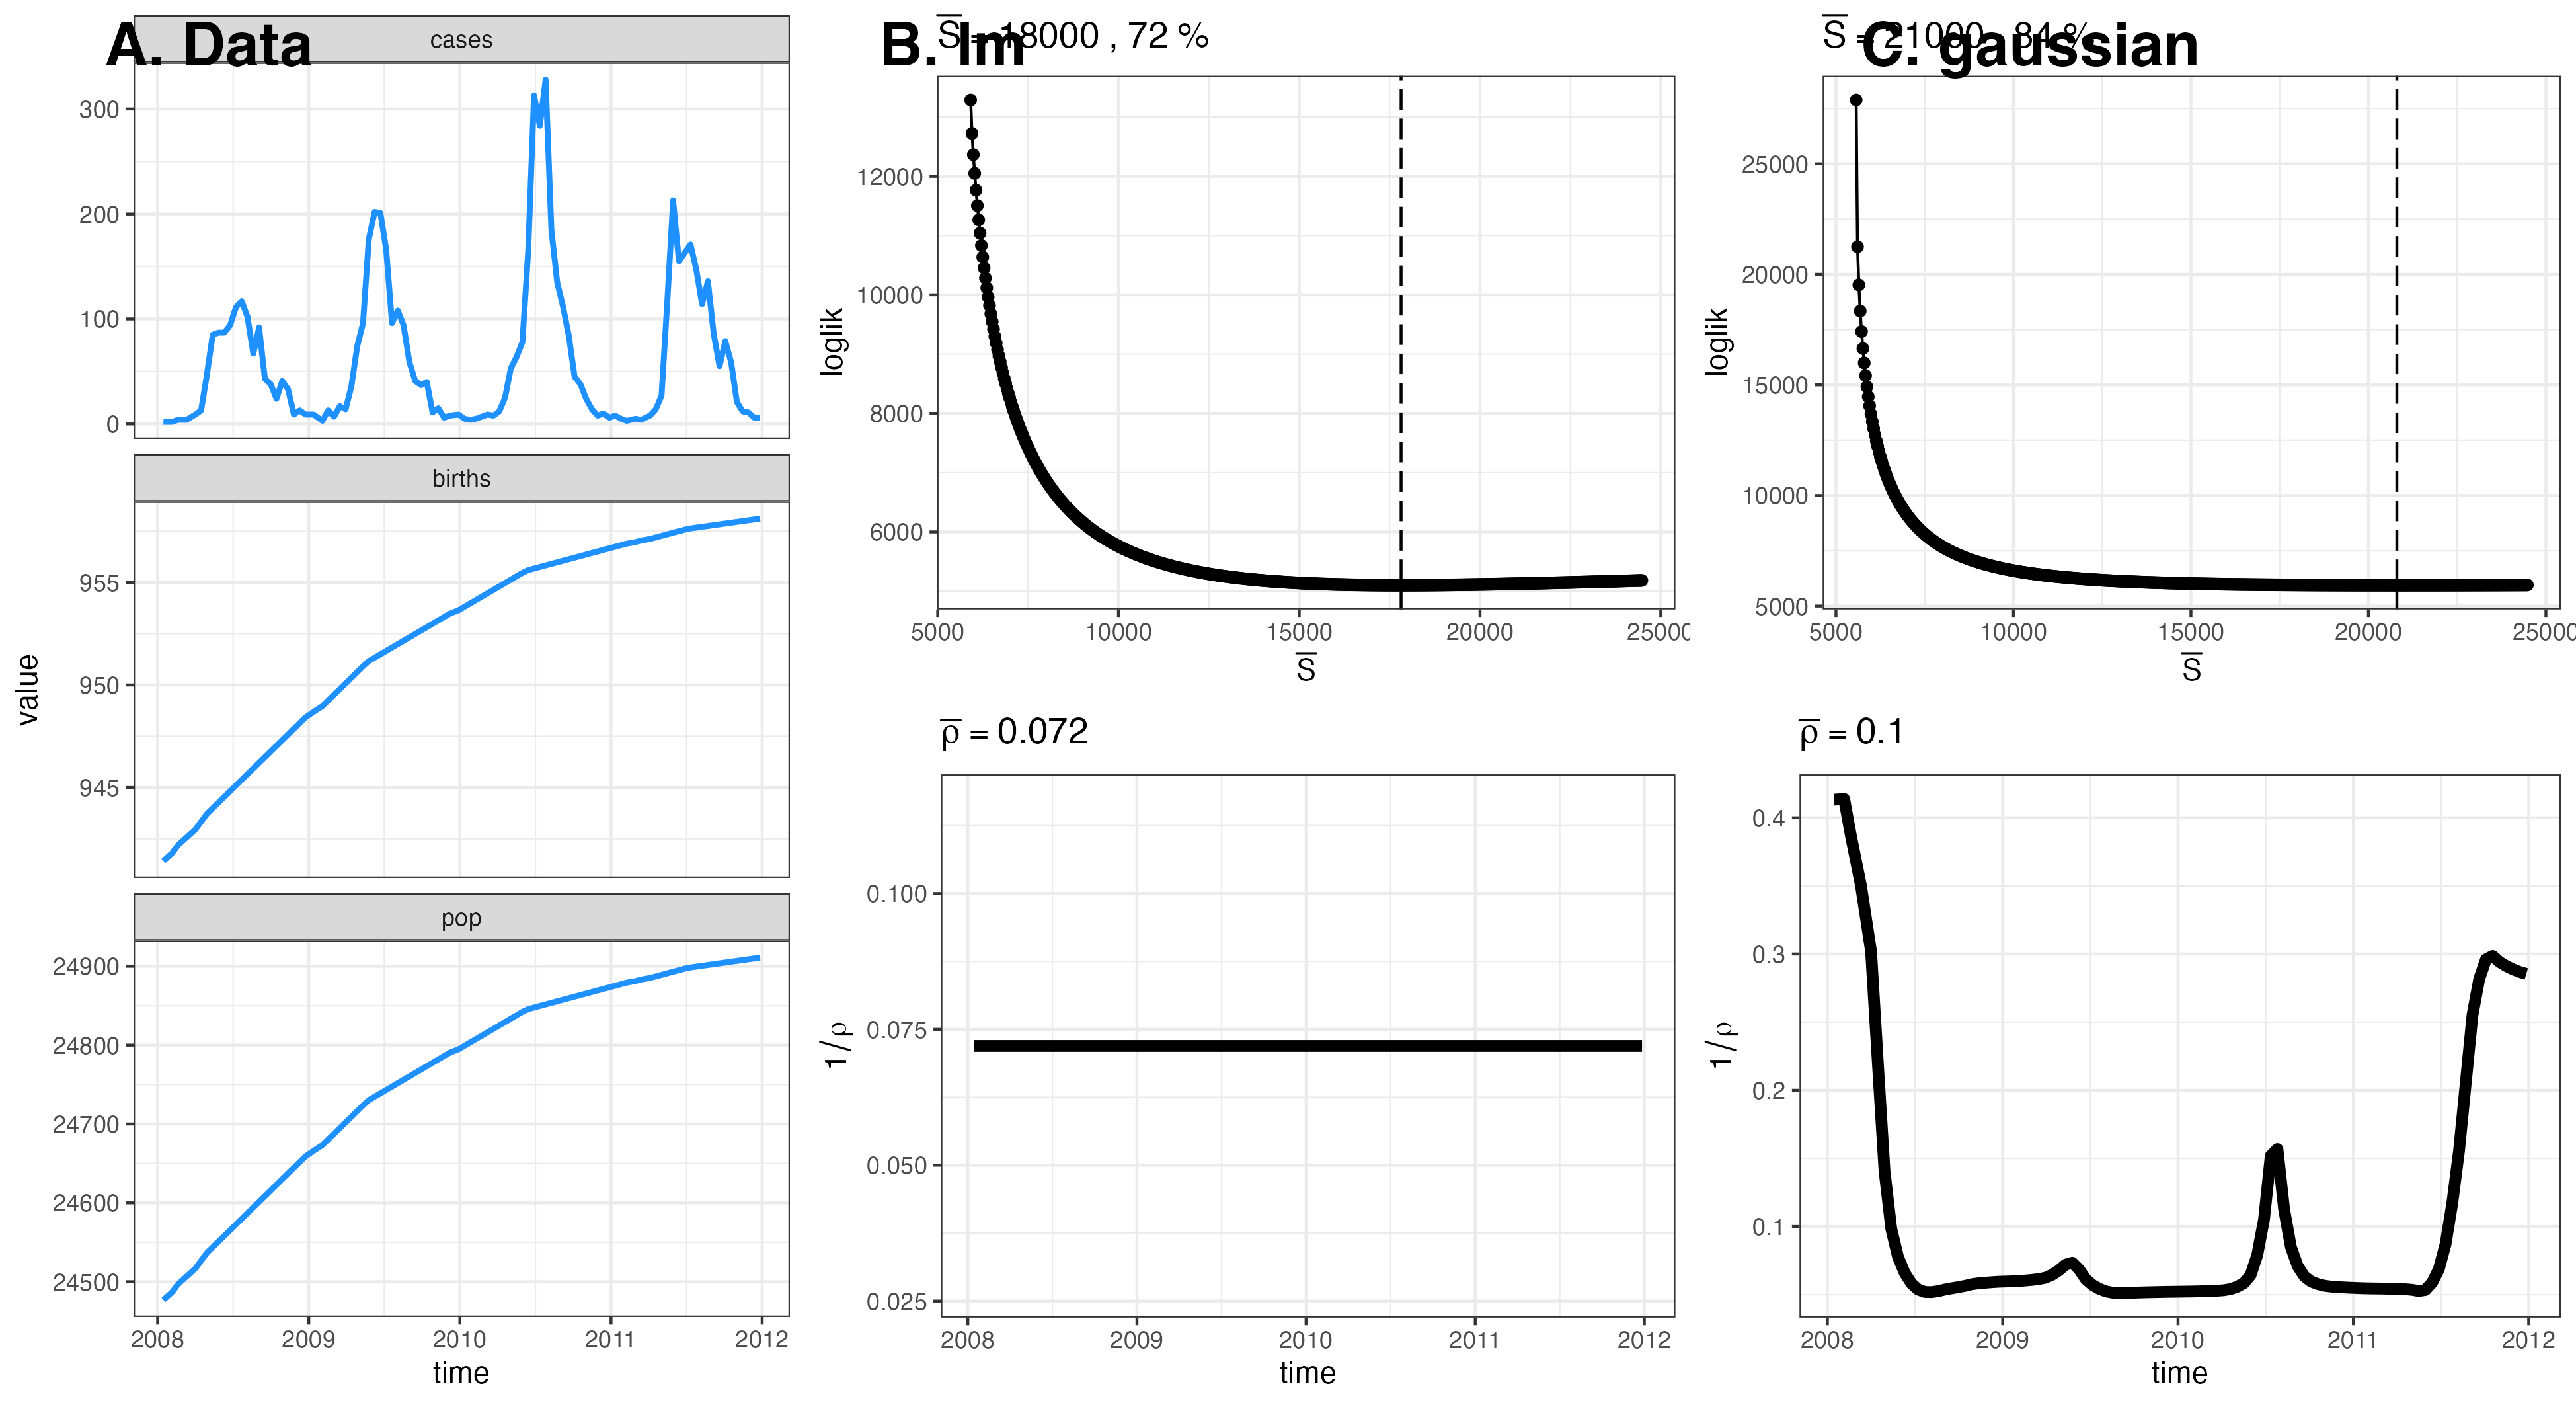 A. Data
cases
300
200
100
0
births
955
950
945
pop
24900
24800
24700
24600
24500
value
2008 2009 2010 2011 2012
time
B. lm
S̅ = 18000 , 72 %
loglik
12000
10000
8000
6000
5000 10000 15000 20000 25000
S̅
ρ̅ = 0.072
1/ρ
0.100
0.075
0.050
0.025
2008 2009 2010 2011 2012
time
C. gaussian
S̅ = 21000 , 84 %
loglik
25000
20000
15000
10000
5000
5000 10000 15000 20000 25000
S̅
ρ̅ = 0.1
1/ρ
0.4
0.3
0.2
0.1
2008 2009 2010 2011 2012
time